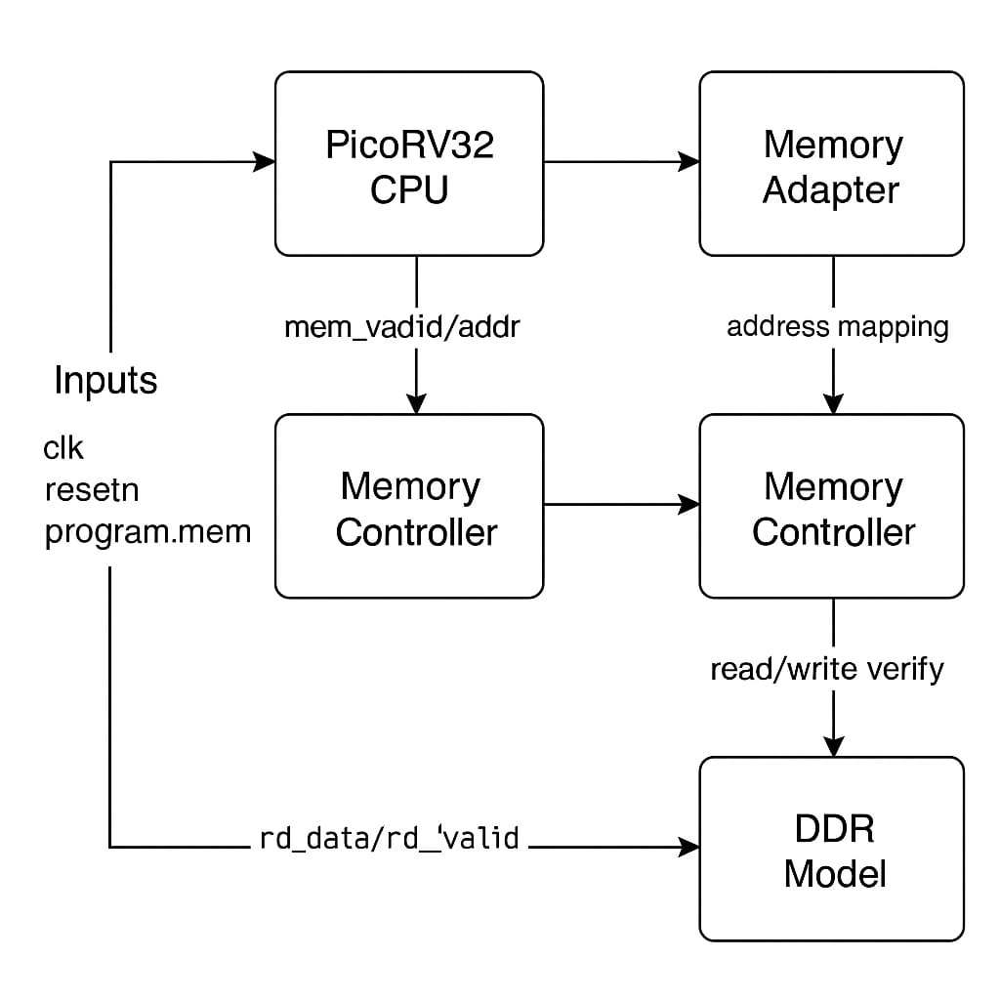 PicoRV32
CPU
Memory
Adapter
mem_vadid/addr
address mapping
Inputs
clk
resetn
program.mem
Memory
Controller
Memory
Controller
read/write verify
rd_data/rd_‘valid
DDR
Model